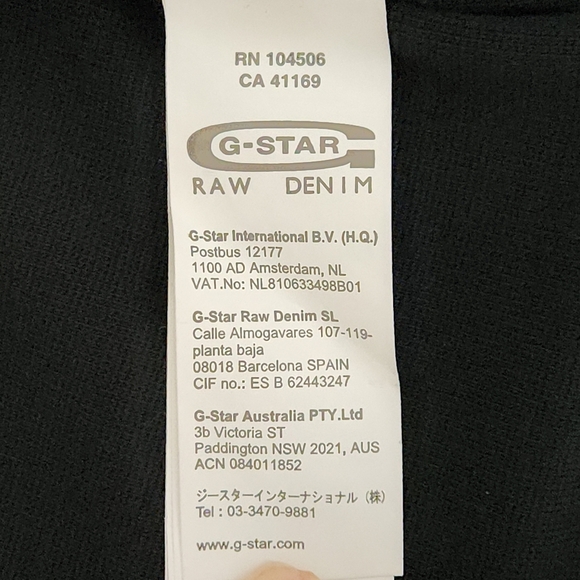 RN 104506
CA 41169
G-STAR
RAW DENIM
G-Star International B.V. (H.Q.)
Postbus 12177
1100 AD Amsterdam, NL
VAT.No: NL810633498B01
G-Star Raw Denim SL
Calle Almogavares 107-119-
planta baja
08018 Barcelona SPAIN
CIF no.: ES B 62443247
G-Star Australia PTY.Ltd
3b Victoria ST
Paddington NSW 2021, AUS
ACN 084011852
ジースターインターナショナル (株)
Tel : 03-3470-9881
www.g-star.com